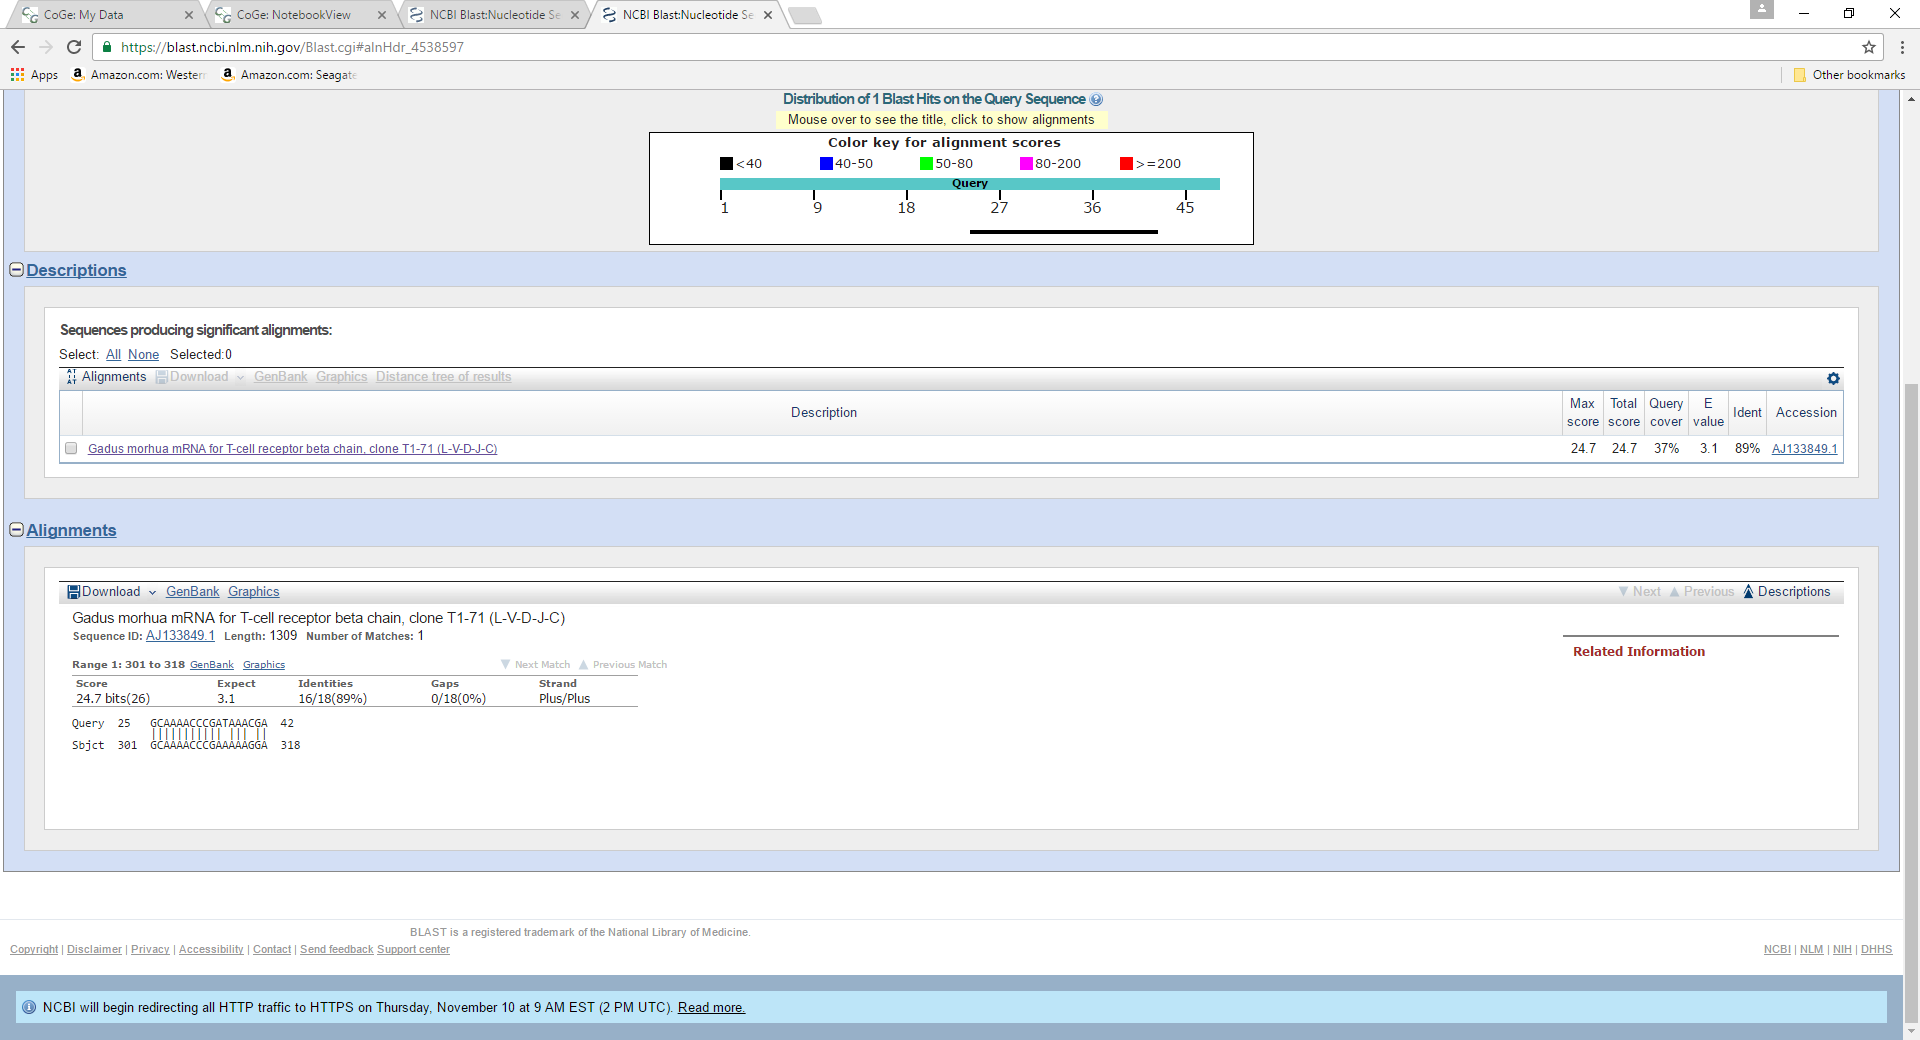 CoGe: My Data
CoGe: NotebookView
NCBI Blast:Nucleotide Se
NCBI Blast:Nucleotide Se
https://blast.ncbi.nlm.nih.gov/Blast.cgi#alnHdr_4538597
Apps Amazon.com: Western Amazon.com: Seagate Other bookmarks
Distribution of 1 Blast Hits on the Query Sequence
Mouse over to see the title, click to show alignments
Color key for alignment scores
<40 40-50 50-80 80-200 >=200
Query
1 9 18 27 36 45
Descriptions
Sequences producing significant alignments:
Select: All None Selected:0
Alignments Download GenBank Graphics Distance tree of results
Description Max score Total score Query cover E value Ident Accession
Gadus morhua mRNA for T-cell receptor beta chain, clone T1-71 (L-V-D-J-C) 24.7 24.7 37% 3.1 89% AJ133849.1
Alignments
Download GenBank Graphics Next Previous Descriptions
Gadus morhua mRNA for T-cell receptor beta chain, clone T1-71 (L-V-D-J-C)
Sequence ID: AJ133849.1 Length: 1309 Number of Matches: 1
Related Information
Range 1: 301 to 318 GenBank Graphics Next Match Previous Match
Score Expect Identities Gaps Strand
24.7 bits(26) 3.1 16/18(89%) 0/18(0%) Plus/Plus
Query 25 GCAAAACCCGATAAACGA 42
||||||||||| ||| ||
Sbjct 301 GCAAAACCCGAAAAAGGA 318
BLAST is a registered trademark of the National Library of Medicine.
Copyright | Disclaimer | Privacy | Accessibility | Contact | Send feedback Support center NCBI | NLM | NIH | DHHS
NCBI will begin redirecting all HTTP traffic to HTTPS on Thursday, November 10 at 9 AM EST (2 PM UTC). Read more.